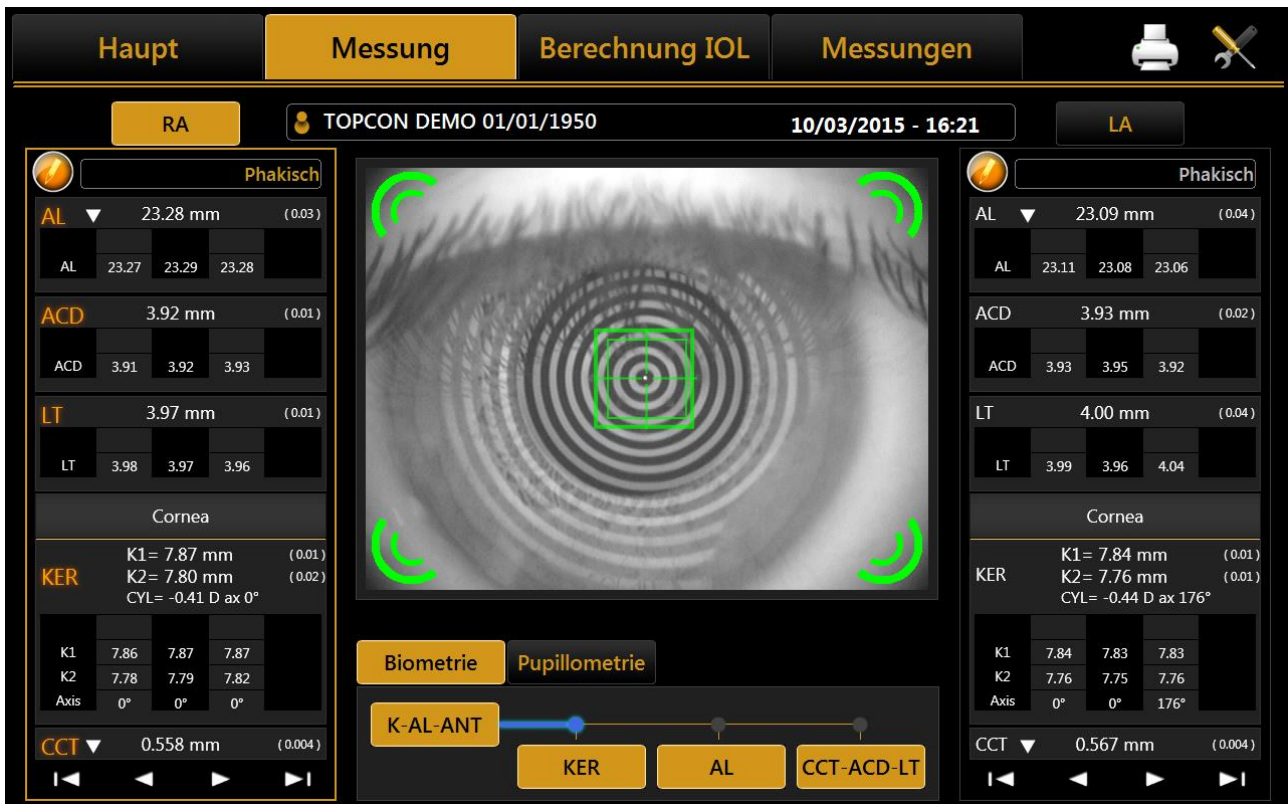 Haupt Messung Berechnung IOL Messungen
RA TOPCON DEMO 01/01/1950 10/03/2015 - 16:21 LA
Phakisch
AL 23.28 mm (0.03)
AL 23.27 23.29 23.28
ACD 3.92 mm (0.01)
ACD 3.91 3.92 3.93
LT 3.97 mm (0.01)
LT 3.98 3.97 3.96
Cornea
K1= 7.87 mm (0.01)
KER K2= 7.80 mm (0.02)
CYL= -0.41 D ax 0°
K1 7.86 7.87 7.87
K2 7.78 7.79 7.82
Axis 0° 0° 0°
CCT 0.558 mm (0.004)
Biometrie Pupillometrie
K-AL-ANT
KER AL CCT-ACD-LT
Phakisch
AL 23.09 mm (0.04)
AL 23.11 23.08 23.06
ACD 3.93 mm (0.02)
ACD 3.93 3.95 3.92
LT 4.00 mm (0.04)
LT 3.99 3.96 4.04
Cornea
K1= 7.84 mm (0.01)
KER K2= 7.76 mm (0.01)
CYL= -0.44 D ax 176°
K1 7.84 7.83 7.83
K2 7.76 7.75 7.76
Axis 0° 0° 176°
CCT 0.567 mm (0.004)